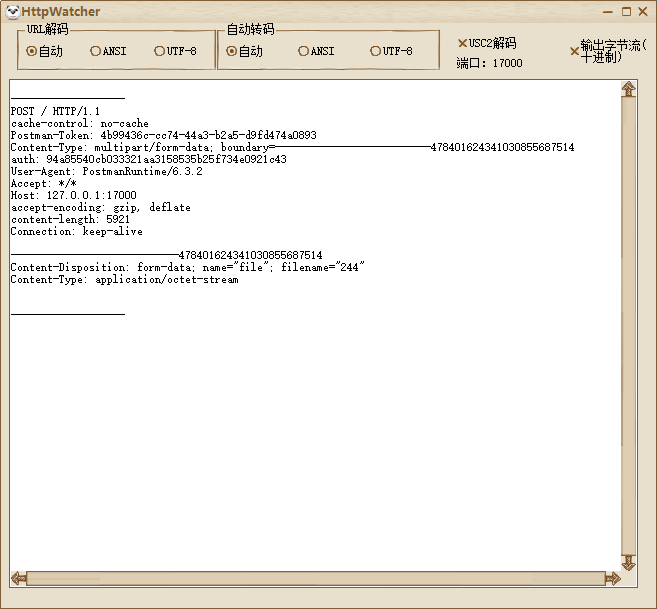 HttpWatcher
URL解码
自动 ANSI UTF-8
自动转码
自动 ANSI UTF-8
USC2解码
端口: 17000
输出字节流(
十进制)
POST / HTTP/1.1
cache-control: no-cache
Postman-Token: 4b99436c-cc74-44a3-b2a5-d9fd474a0893
Content-Type: multipart/form-data; boundary=--------------------------478401624341030855687514
auth: 94a85540cb033321aa3158535b25f734e0921c43
User-Agent: PostmanRuntime/6.3.2
Accept: */*
Host: 127.0.0.1:17000
accept-encoding: gzip, deflate
content-length: 5921
Connection: keep-alive
----------------------------478401624341030855687514
Content-Disposition: form-data; name="file"; filename="244"
Content-Type: application/octet-stream